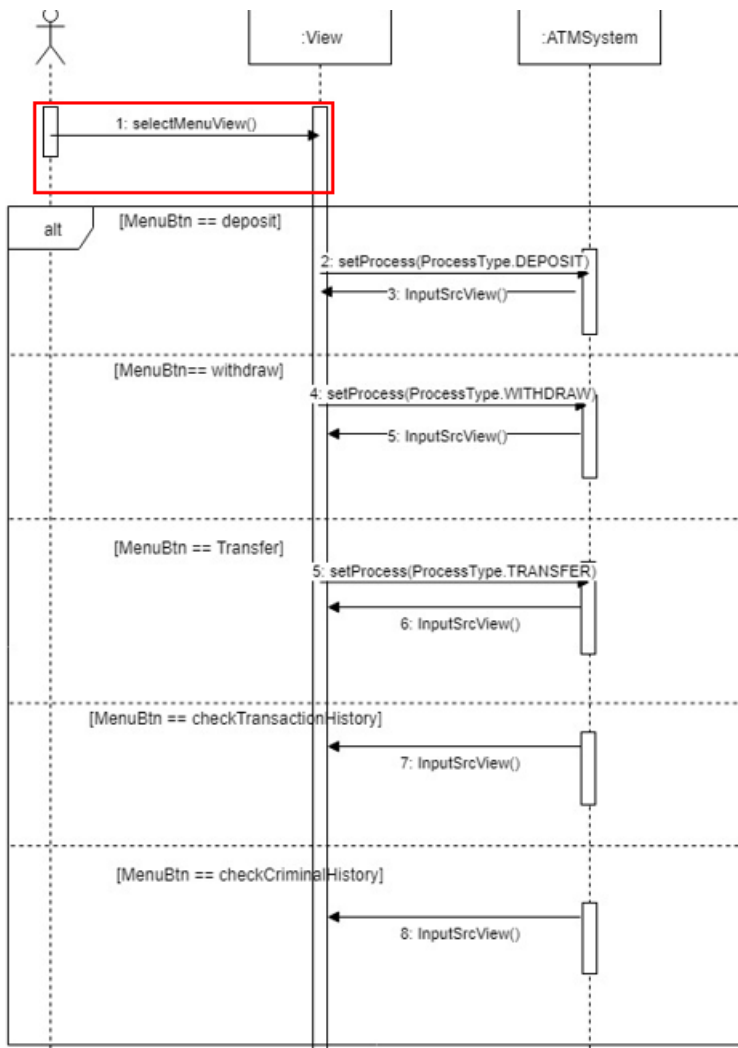 :View
:ATMSystem
1: selectMenuView()
alt
[MenuBtn == deposit]
2: setProcess(ProcessType.DEPOSIT)
3: InputSrcView()
[MenuBtn== withdraw]
4: setProcess(ProcessType.WITHDRAW)
5: InputSrcView()
[MenuBtn == Transfer]
5: setProcess(ProcessType.TRANSFER)
6: InputSrcView()
[MenuBtn == checkTransactionHistory]
7: InputSrcView()
[MenuBtn == checkCriminalHistory]
8: InputSrcView()